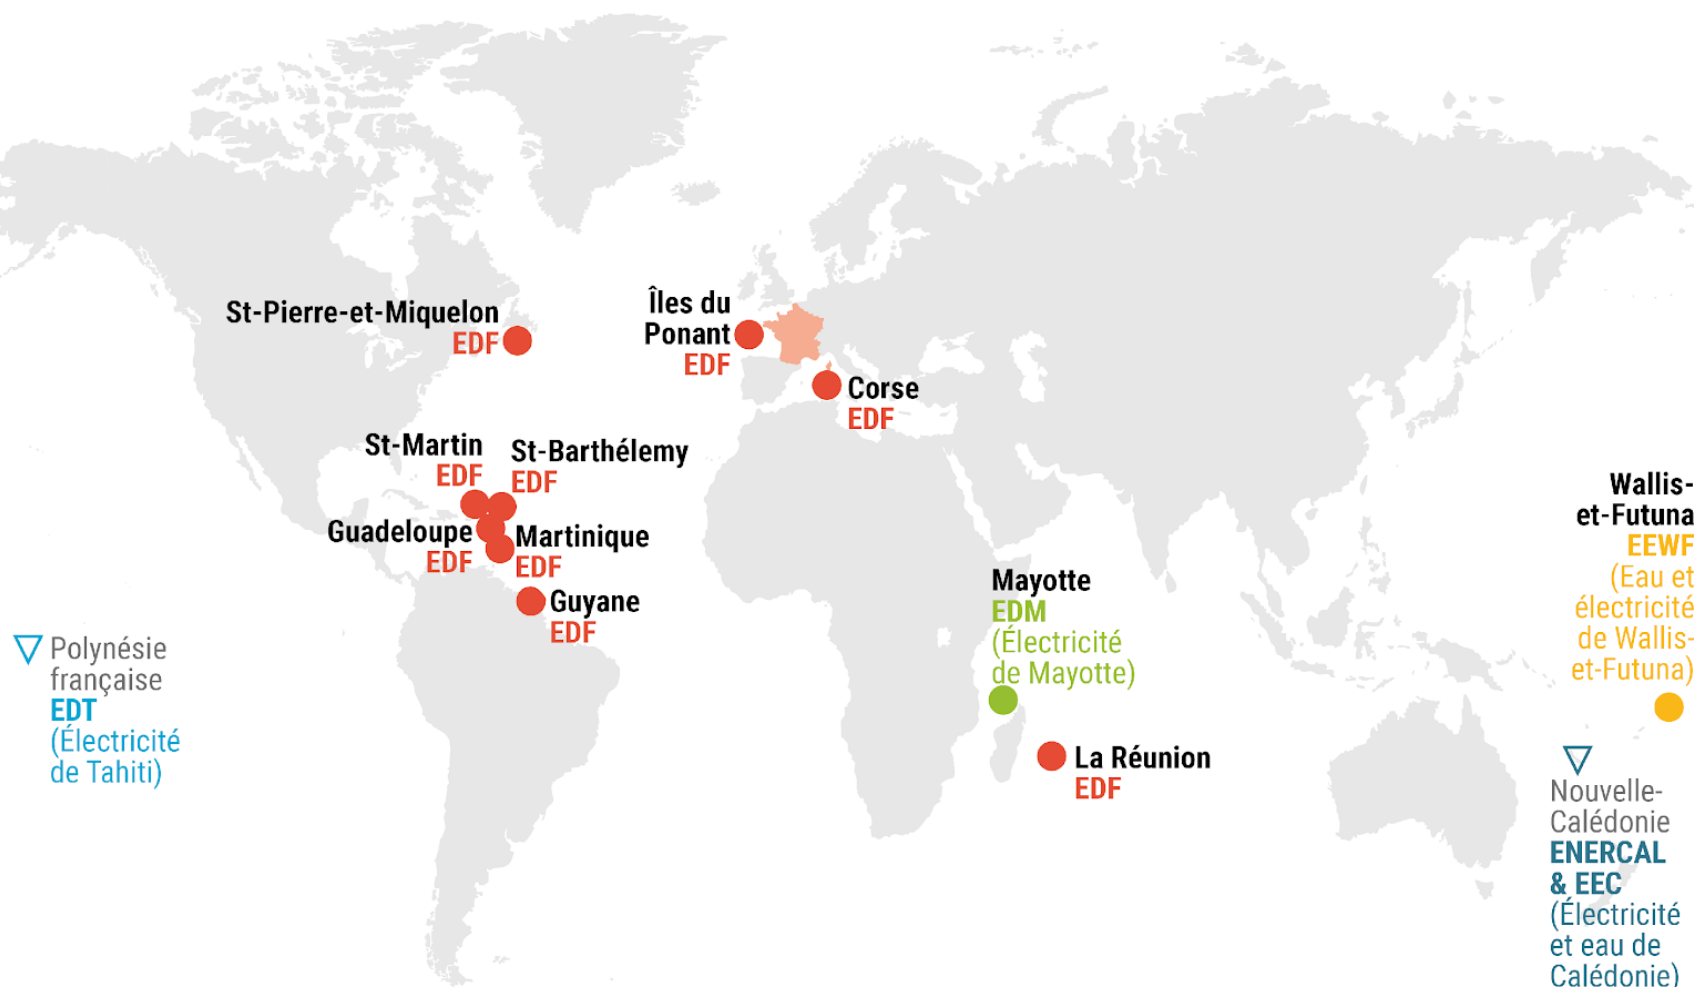 St-Pierre-et-Miquelon
EDF
Îles du
Ponant
EDF
Corse
EDF
St-Martin
EDF
St-Barthélemy
EDF
Guadeloupe
EDF
Martinique
EDF
Guyane
EDF
Polynésie
française
EDT
(Électricité
de Tahiti)
Mayotte
EDM
(Électricité
de Mayotte)
La Réunion
EDF
Wallis-
et-Futuna
EEWF
(Eau et
électricité
de Wallis-
et-Futuna)
Nouvelle-
Calédonie
ENERCAL
& EEC
(Électricité
et eau de
Calédonie)